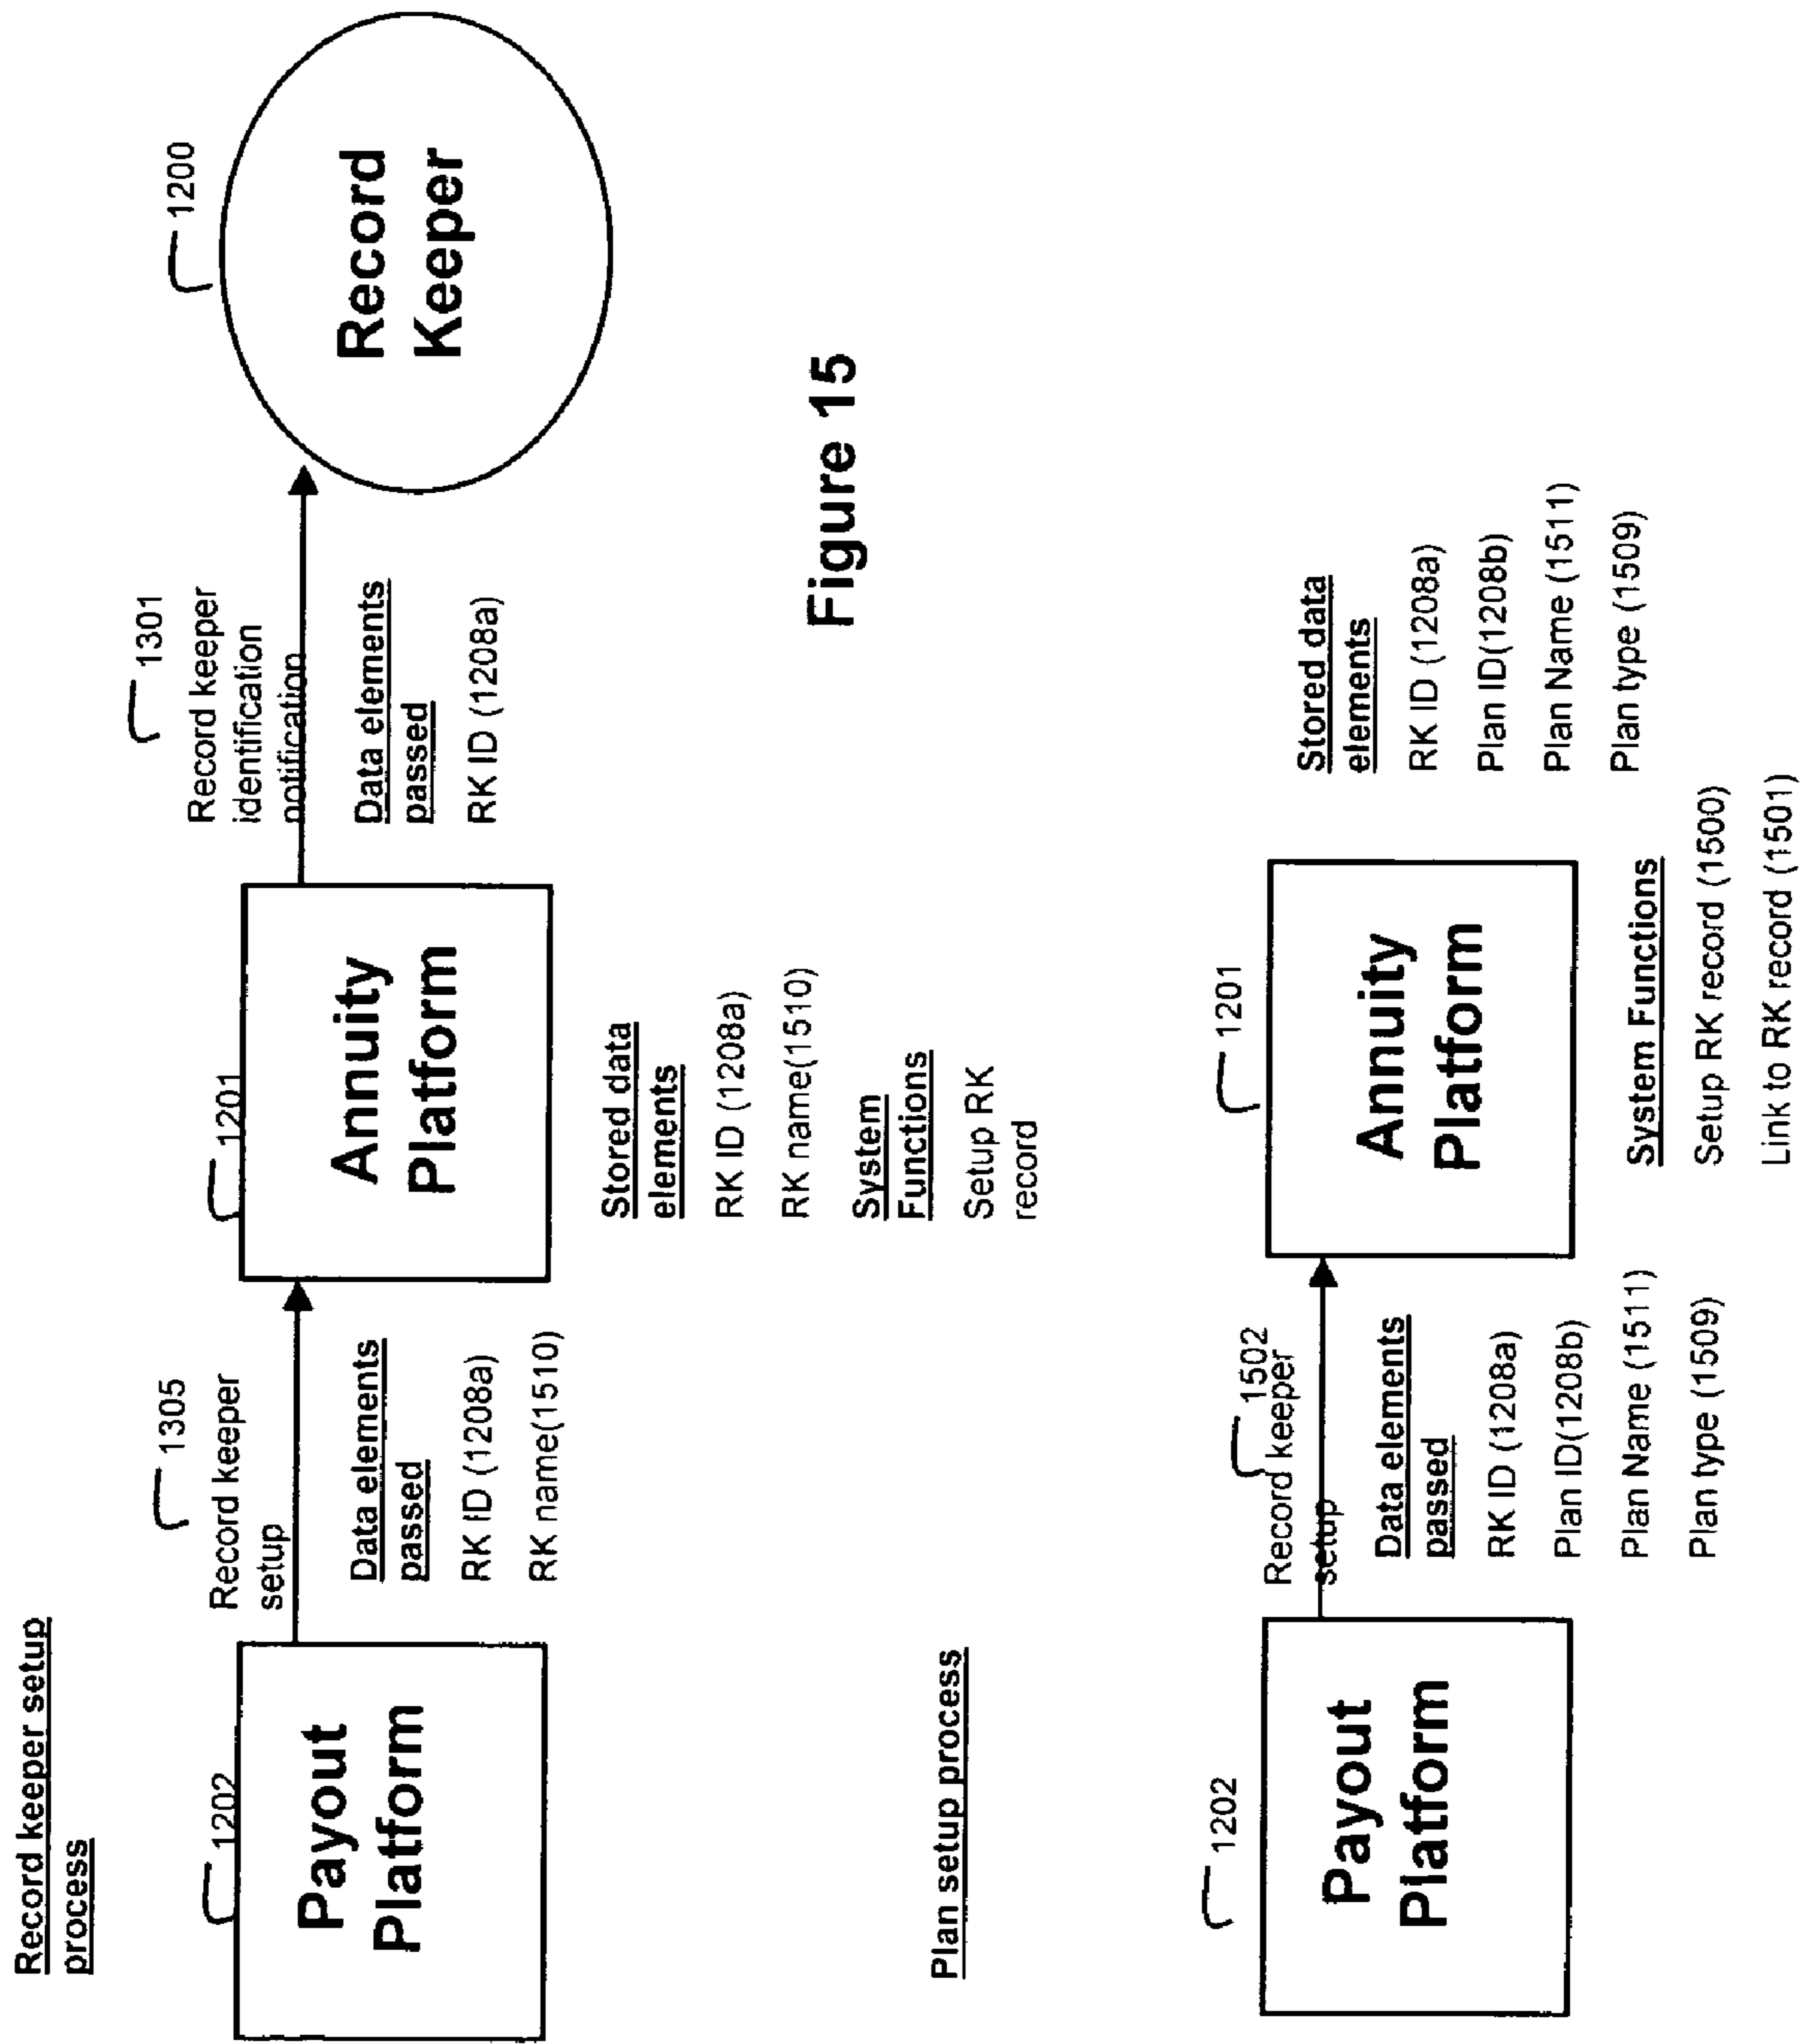 Record keeper setup
process
1202
Payout
Platform
1305
Record keeper
setup
Data elements
passed
RK ID (1208a)
RK name(1510)
1201
Annuity
Platform
Stored data
elements
RK ID (1208a)
RK name(1510)
System
Functions
Setup RK
record
1301
Record keeper
identification
notification
Data elements
passed
RK ID (1208a)
1200
Record
Keeper
Figure 15
Plan setup process
1202
Payout
Platform
1502
Record keeper
setup
Data elements
passed
RK ID (1208a)
Plan ID(1208b)
Plan Name (1511)
Plan type (1509)
1201
Annuity
Platform
System Functions
Setup RK record (1500)
Link to RK record (1501)
Stored data
elements
RK ID (1208a)
Plan ID(1208b)
Plan Name (1511)
Plan type (1509)